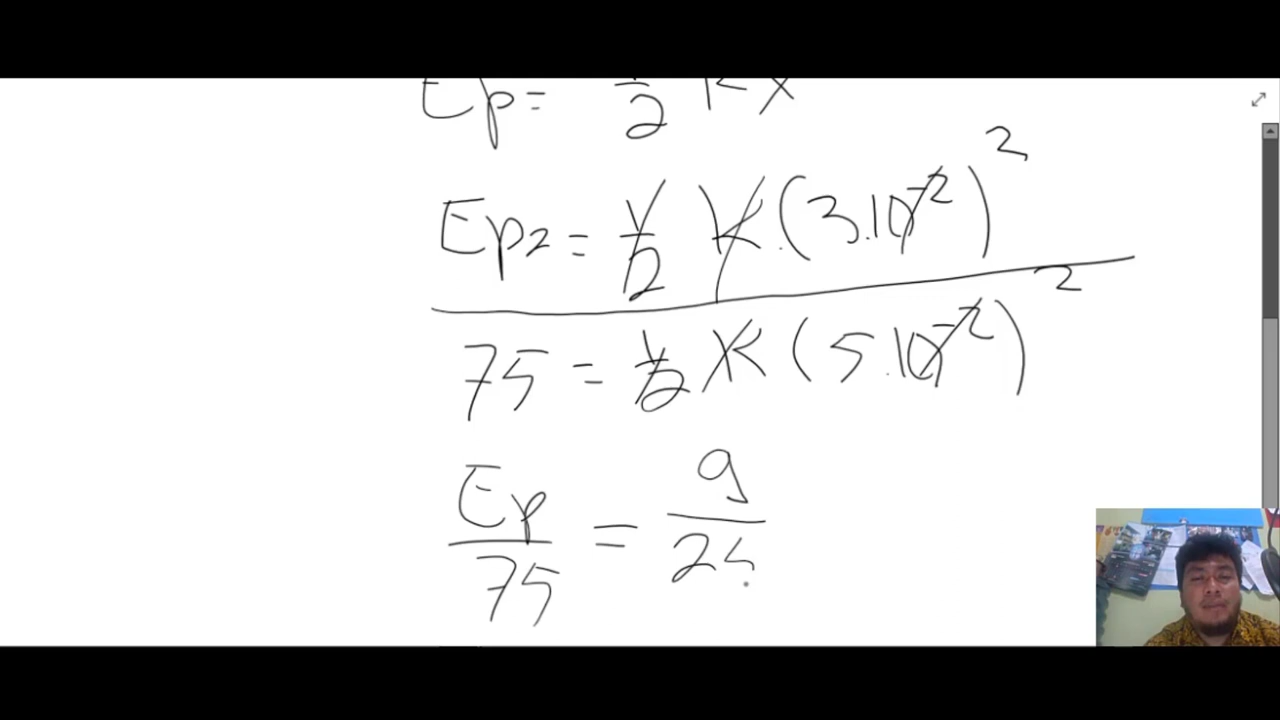 Ep = 1/2 K x
Ep2 = 1/2 K.(3.10^-2)^2
75 = 1/2 K (5.10^-2)^2
Ep/75 = 9/25